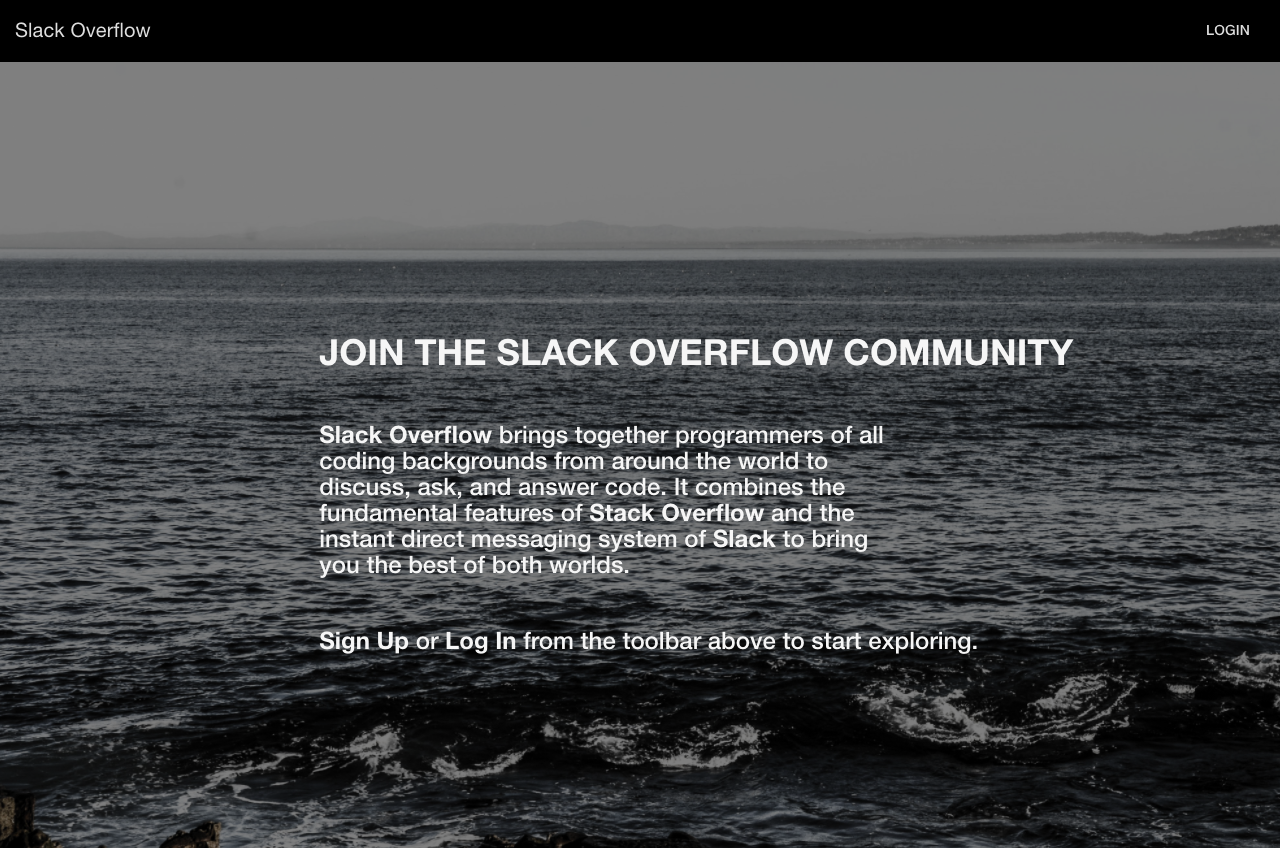 Slack Overflow
LOGIN
JOIN THE SLACK OVERFLOW COMMUNITY
Slack Overflow brings together programmers of all
coding backgrounds from around the world to
discuss, ask, and answer code. It combines the
fundamental features of Stack Overflow and the
instant direct messaging system of Slack to bring
you the best of both worlds.
Sign Up or Log In from the toolbar above to start exploring.